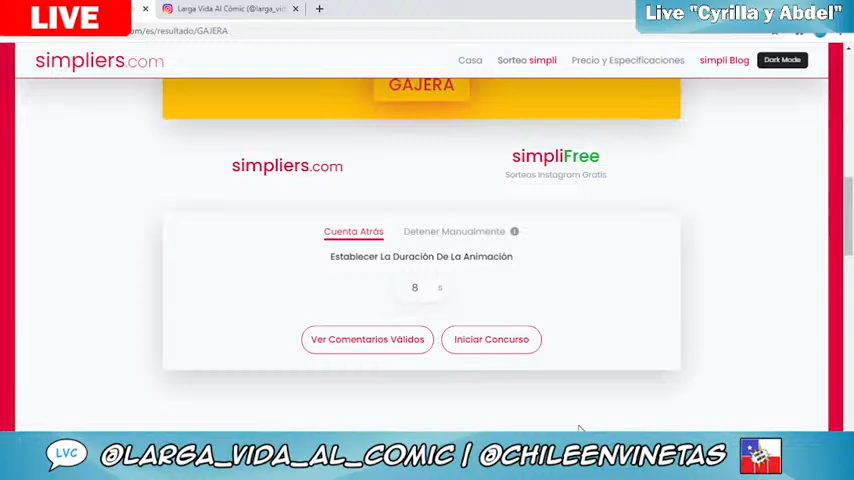 LIVE
Larga Vida Al Cómic (@larga_vid
Live "Cyrilla y Abdel"
om/es/resultado/GAJERA
simpliers.com
Casa
Sorteo simpli
Precio y Especificaciones
simpli Blog
Dark Mode
GAJERA
simpliers.com
simpliFree
Sorteos Instagram Gratis
Cuenta Atrás
Detener Manualmente
Establecer La Duración De La Animación
8 s
Ver Comentarios Válidos
Iniciar Concurso
LVC
@LARGA_VIDA_AL_COMIC | @CHILEENVINETAS